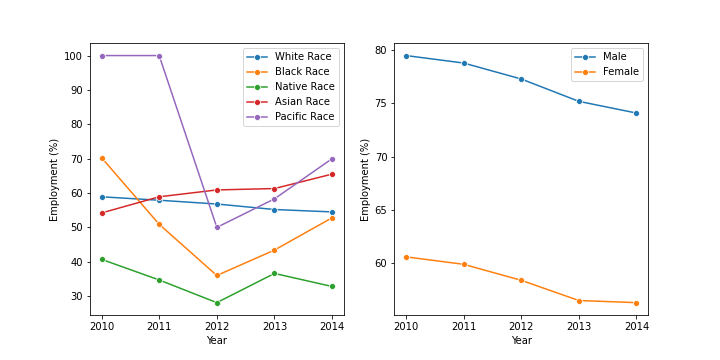 Employment (%)
100
90
80
70
60
50
40
30
2010 2011 2012 2013 2014
Year
White Race
Black Race
Native Race
Asian Race
Pacific Race
Employment (%)
80
75
70
65
60
2010 2011 2012 2013 2014
Year
Male
Female